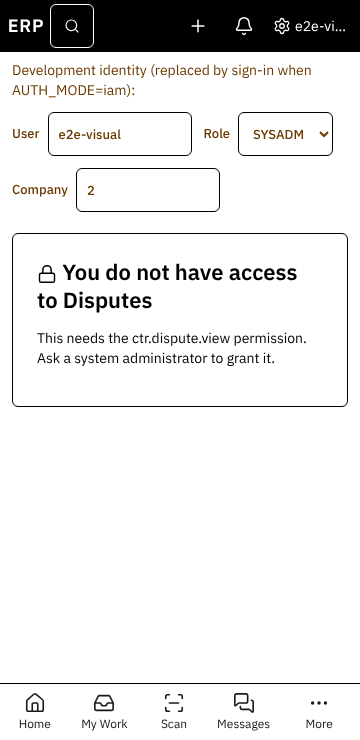 ERP
e2e-vi...
Development identity (replaced by sign-in when
AUTH_MODE=iam):
User e2e-visual Role SYSADM
Company 2
You do not have access
to Disputes
This needs the ctr.dispute.view permission.
Ask a system administrator to grant it.
Home My Work Scan Messages More